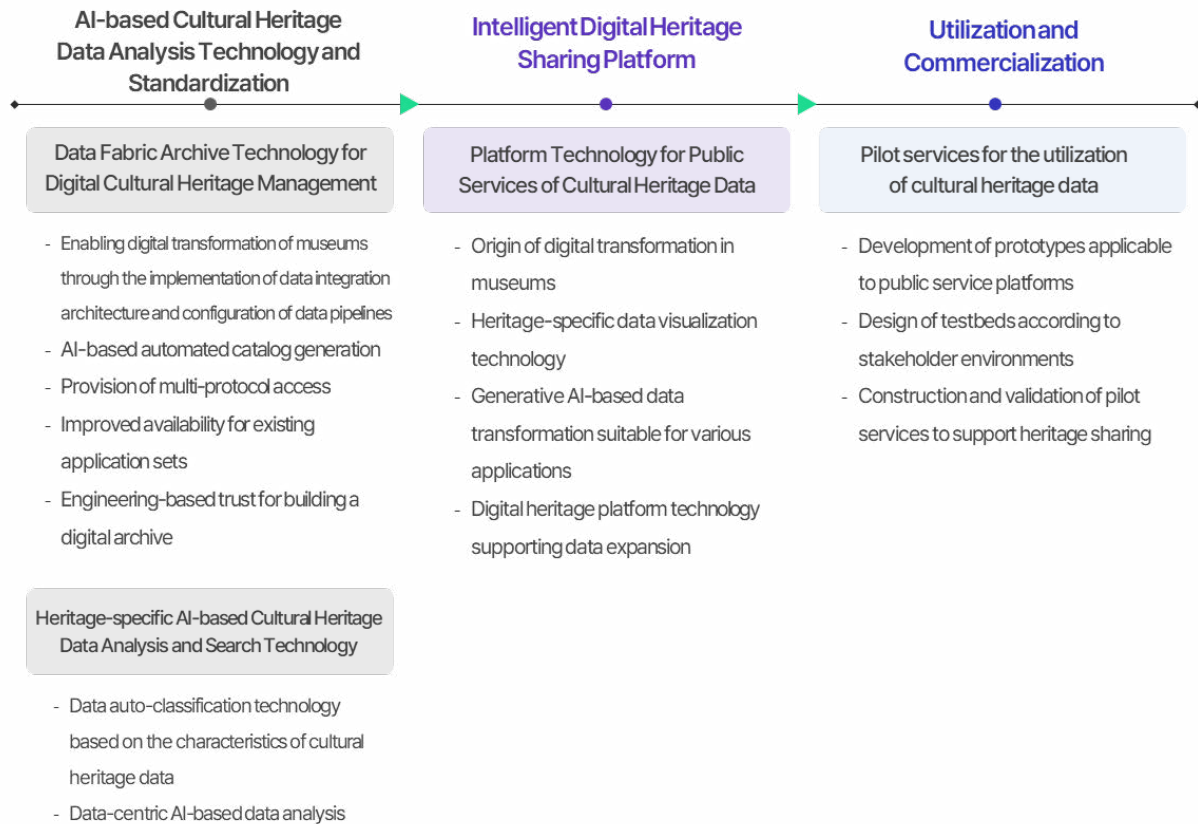 AI-based Cultural Heritage
Data Analysis Technology and
Standardization
Data Fabric Archive Technology for
Digital Cultural Heritage Management
- Enabling digital transformation of museums
through the implementation of data integration
architecture and configuration of data pipelines
- AI-based automated catalog generation
- Provision of multi-protocol access
- Improved availability for existing
application sets
- Engineering-based trust for building a
digital archive
Heritage-specific AI-based Cultural Heritage
Data Analysis and Search Technology
- Data auto-classification technology
based on the characteristics of cultural
heritage data
- Data-centric AI-based data analysis
Intelligent Digital Heritage
Sharing Platform
Platform Technology for Public
Services of Cultural Heritage Data
- Origin of digital transformation in
museums
- Heritage-specific data visualization
technology
- Generative AI-based data
transformation suitable for various
applications
- Digital heritage platform technology
supporting data expansion
Utilization and
Commercialization
Pilot services for the utilization
of cultural heritage data
- Development of prototypes applicable
to public service platforms
- Design of testbeds according to
stakeholder environments
- Construction and validation of pilot
services to support heritage sharing